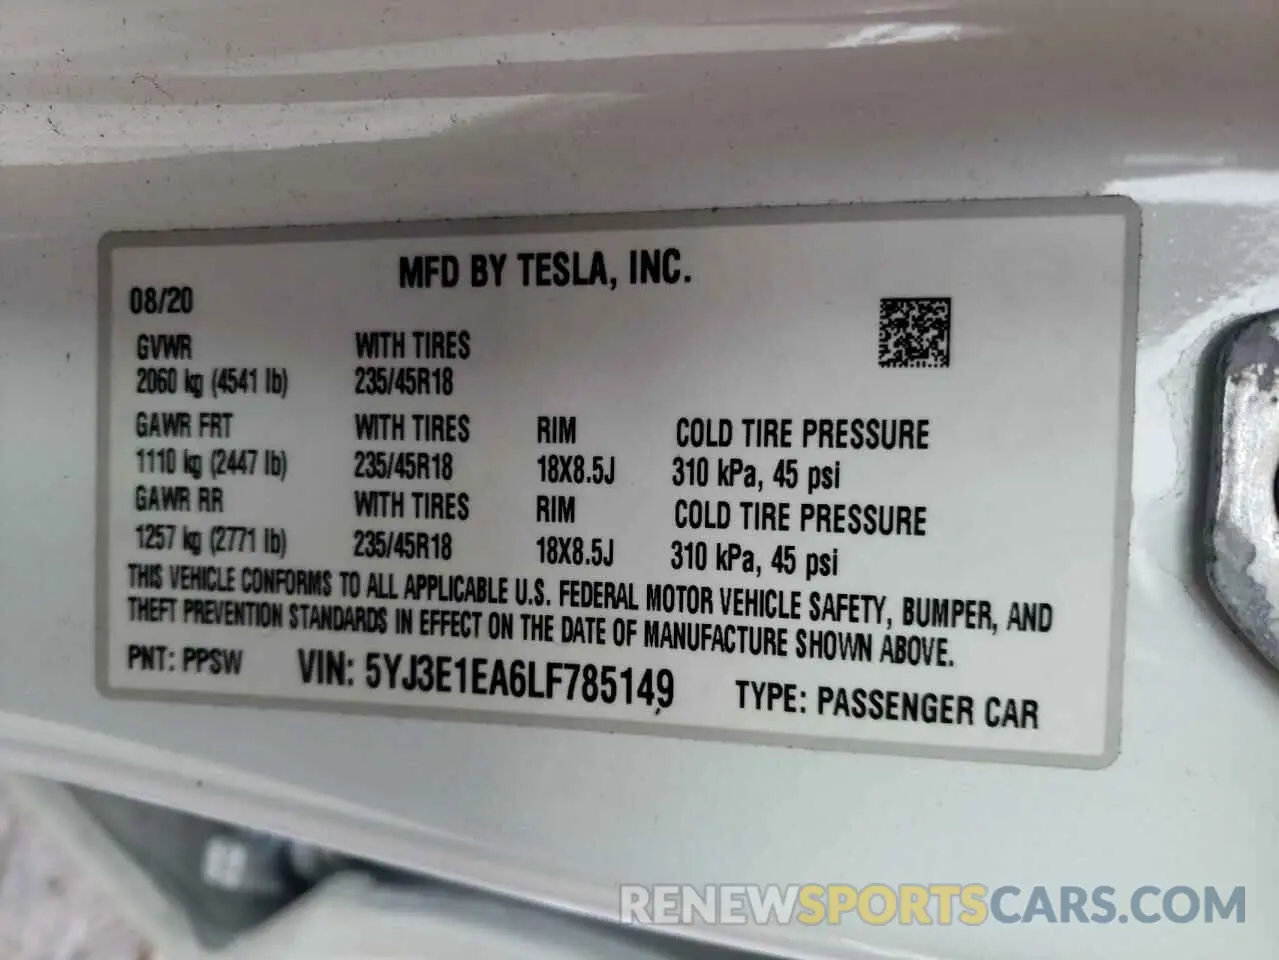 MFD BY TESLA, INC.
08/20
GVWR WITH TIRES
2060 kg (4541 lb) 235/45R18
GAWR FRT WITH TIRES RIM COLD TIRE PRESSURE
1110 kg (2447 lb) 235/45R18 18X8.5J 310 kPa, 45 psi
GAWR RR WITH TIRES RIM COLD TIRE PRESSURE
1257 kg (2771 lb) 235/45R18 18X8.5J 310 kPa, 45 psi
THIS VEHICLE CONFORMS TO ALL APPLICABLE U.S. FEDERAL MOTOR VEHICLE SAFETY, BUMPER, AND
THEFT PREVENTION STANDARDS IN EFFECT ON THE DATE OF MANUFACTURE SHOWN ABOVE.
PNT: PPSW VIN: 5YJ3E1EA6LF785149 TYPE: PASSENGER CAR
RENEWSPORTSCARS.COM